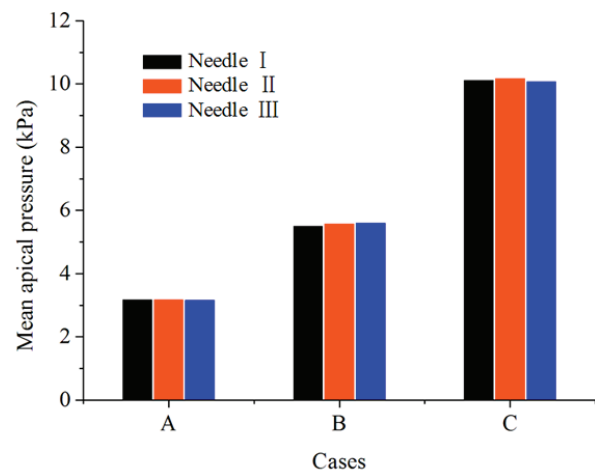 12
10
8
6
4
2
0
Mean apical pressure (kPa)
Needle Ⅰ
Needle Ⅱ
Needle Ⅲ
A
B
C
Cases